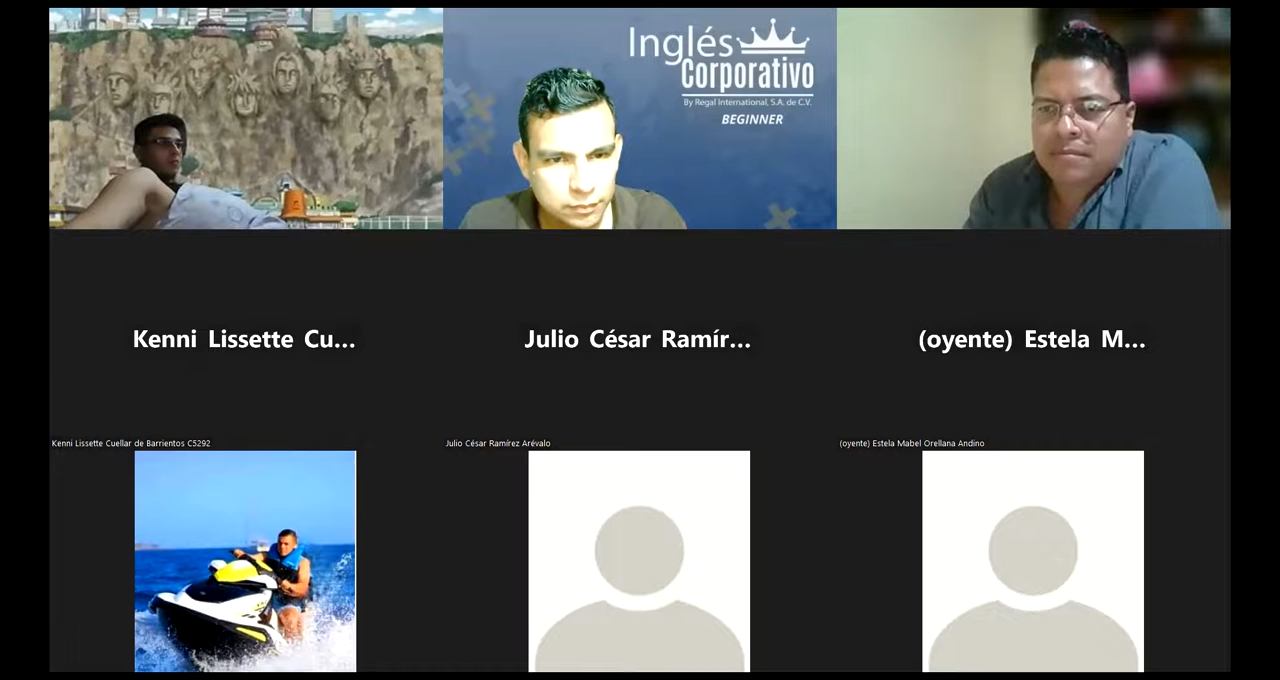 Inglés
Corporativo
By Regal International, S.A. de C.V.
BEGINNER
Kenni Lissette Cu...
Julio César Ramír...
(oyente) Estela M...
Kenni Lissette Cuellar de Barrientos C5292
Julio César Ramírez Arévalo
(oyente) Estela Mabel Orellana Andino